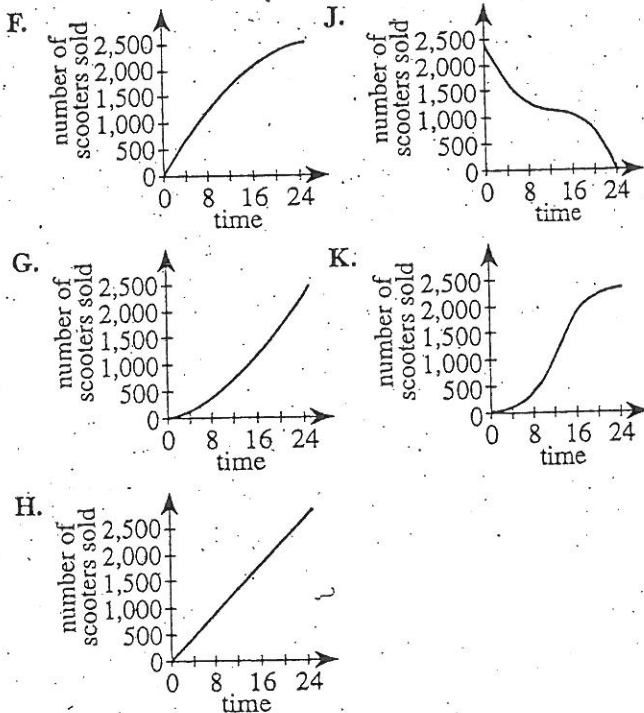 F.
number of
scooters sold
2,500
2,000
1,500
1,000
500
0
0 8 16 24
time
G.
number of
scooters sold
2,500
2,000
1,500
1,000
500
0
0 8 16 24
time
H.
number of
scooters sold
2,500
2,000
1,500
1,000
500
0
0 8 16 24
time
J.
number of
scooters sold
2,500
2,000
1,500
1,000
500
0
0 8 16 24
time
K.
number of
scooters sold
2,500
2,000
1,500
1,000
500
0
0 8 16 24
time